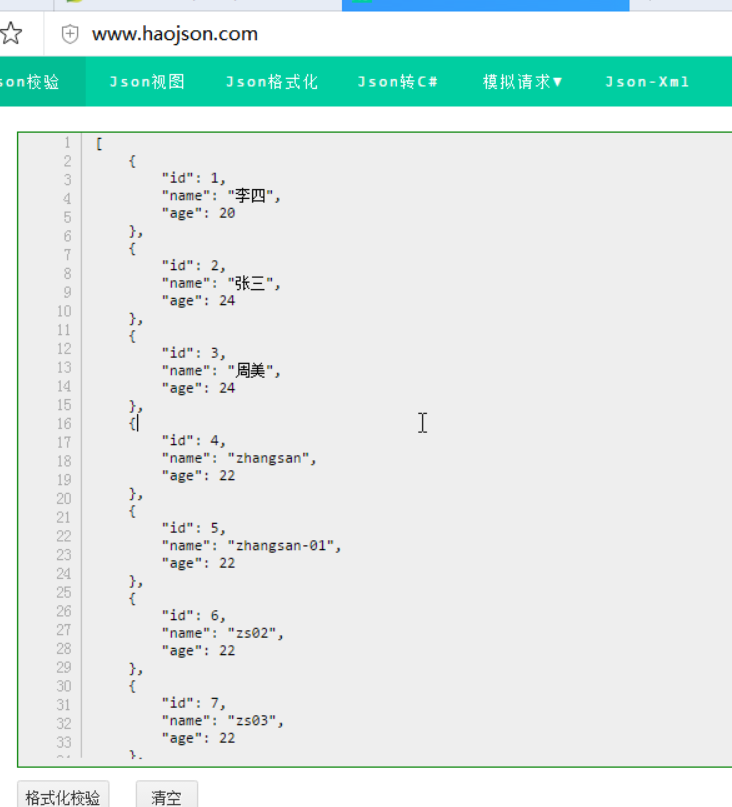 www.haojson.com
son校验 Json视图 Json格式化 Json转C# 模拟请求▼ Json-Xml
1 [
2 {
3 "id": 1,
4 "name": "李四",
5 "age": 20
6 },
7 {
8 "id": 2,
9 "name": "张三",
10 "age": 24
11 },
12 {
13 "id": 3,
14 "name": "周美",
15 "age": 24
16 },
17 {
18 "id": 4,
19 "name": "zhangsan",
20 "age": 22
21 },
22 {
23 "id": 5,
24 "name": "zhangsan-01",
25 "age": 22
26 },
27 {
28 "id": 6,
29 "name": "zs02",
30 "age": 22
31 },
32 {
33 "id": 7,
"name": "zs03",
"age": 22
},
格式化校验 清空